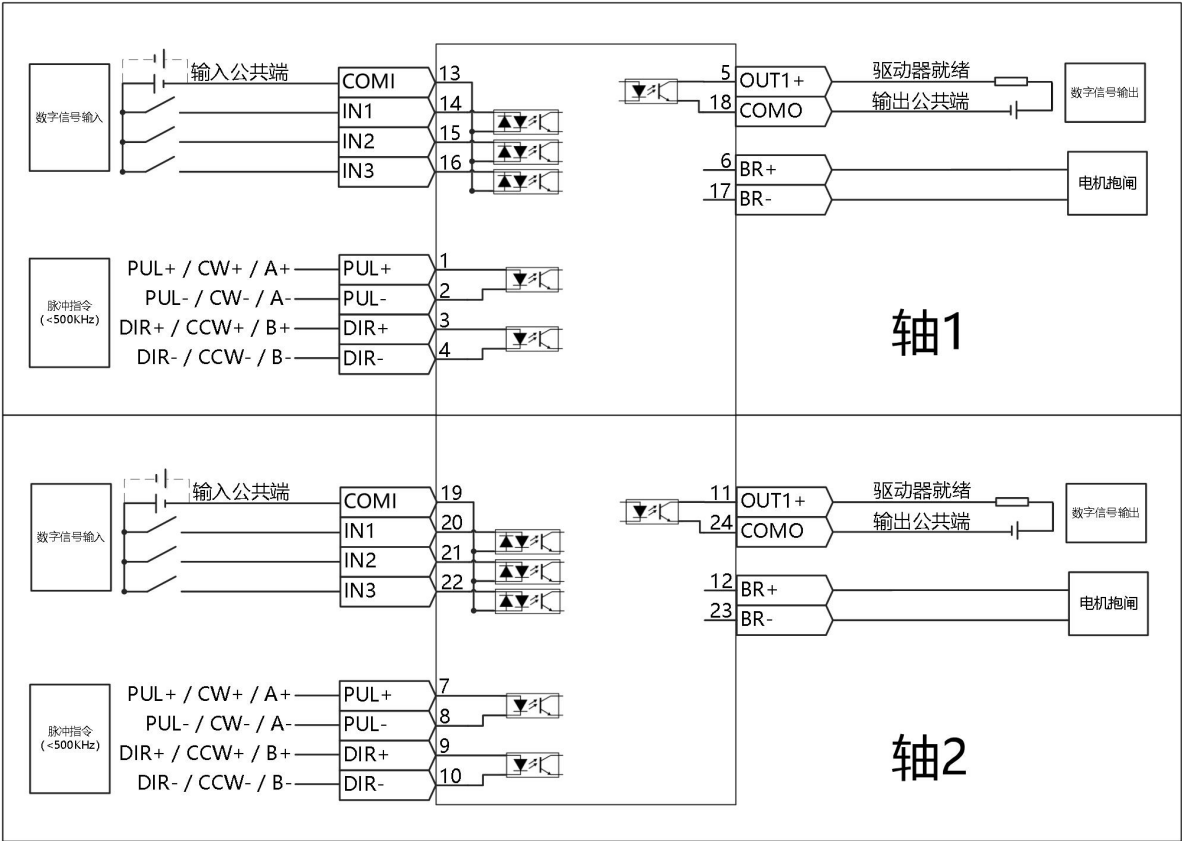 数字信号输入
输入公共端
COMI 13
IN1 14
IN2 15
IN3 16
5 OUT1+ 驱动器就绪
18 COMO 输出公共端
数字信号输出
6 BR+
17 BR-
电机抱闸
脉冲指令
(<500KHz)
PUL+ / CW+ / A+ PUL+ 1
PUL- / CW- / A- PUL- 2
DIR+ / CCW+ / B+ DIR+ 3
DIR- / CCW- / B- DIR- 4
轴1
数字信号输入
输入公共端
COMI 19
IN1 20
IN2 21
IN3 22
11 OUT1+ 驱动器就绪
24 COMO 输出公共端
数字信号输出
12 BR+
23 BR-
电机抱闸
脉冲指令
(<500KHz)
PUL+ / CW+ / A+ PUL+ 7
PUL- / CW- / A- PUL- 8
DIR+ / CCW+ / B+ DIR+ 9
DIR- / CCW- / B- DIR- 10
轴2